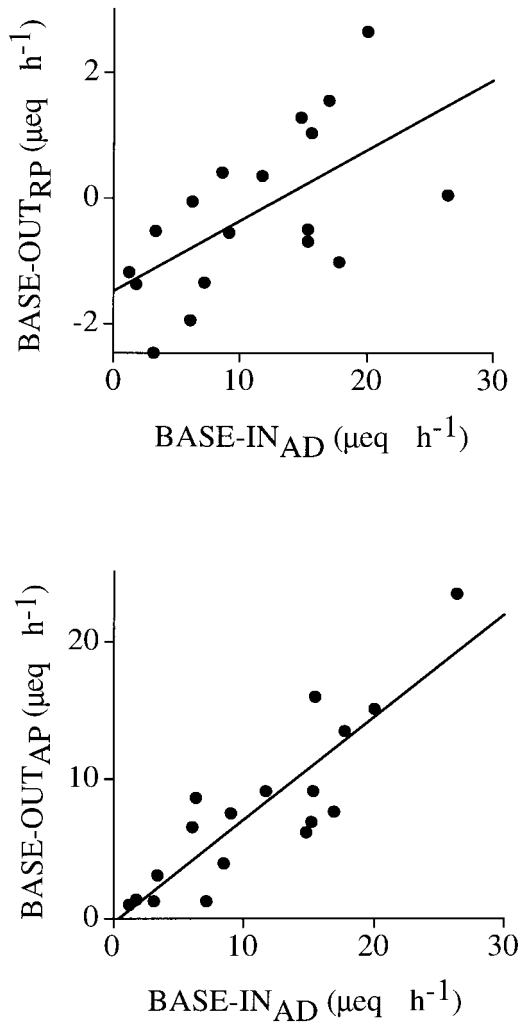 BASE-OUTRP (µeq h-1)
2
0
-2
0 10 20 30
BASE-INAD (µeq h-1)
BASE-OUTAP (µeq h-1)
20
10
0
0 10 20 30
BASE-INAD (µeq h-1)